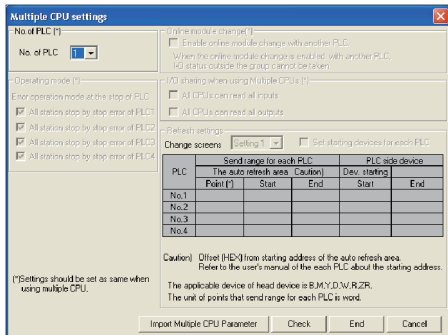 Multiple CPU settings
No. of PLC (*)
No. of PLC
1
Operating mode (*)
Error operation mode at the stop of PLC
All station stop by stop error of PLC1
All station stop by stop error of PLC2
All station stop by stop error of PLC3
All station stop by stop error of PLC4
(*)Settings should be set as same when
using multiple CPU.
Online module change(*)
Enable online module change with another PLC.
When the online module change is enabled with another PLC,
I/O status outside the group cannot be taken.
I/O sharing when using Multiple CPUs (*)
All CPUs can read all inputs
All CPUs can read all outputs
Refresh settings
Change screens Setting 1 Set starting devices for each PLC
PLC Send range for each PLC PLC side device
The auto refresh area Caution) Dev. starting
Point (*) Start End Start End
No.1
No.2
No.3
No.4
Caution) Offset (HEX) from starting address of the auto refresh area.
Refer to the user's manual of the each PLC about the starting address.
The applicable device of head device is B,M,Y,D,W,R,ZR.
The unit of points that send range for each PLC is word.
Import Multiple CPU Parameter Check End Cancel